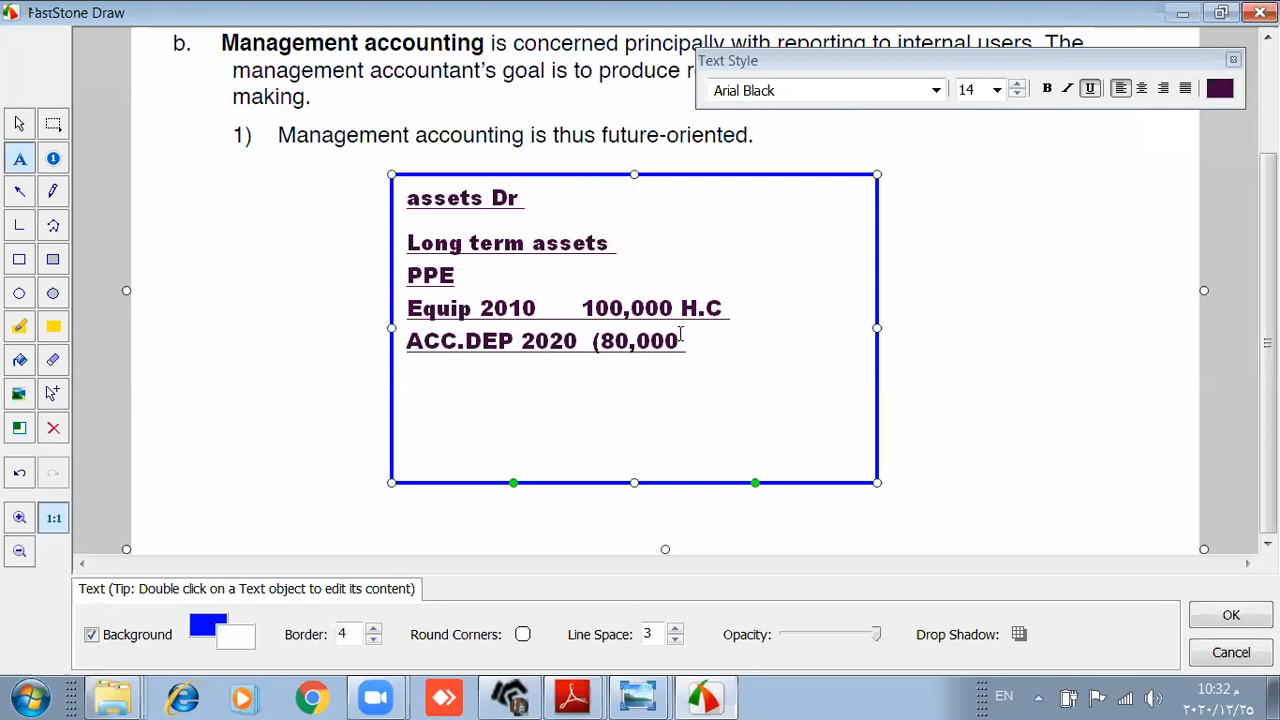 FastStone Draw
b. Management accounting is concerned principally with reporting to internal users. The
management accountant's goal is to produce r
making.
1) Management accounting is thus future-oriented.
Text Style
Arial Black
14
B I U
assets Dr
Long term assets
PPE
Equip 2010 100,000 H.C
ACC.DEP 2020 (80,000
A
1:1
Text (Tip: Double click on a Text object to edit its content)
Background
Border: 4
Round Corners:
Line Space: 3
Opacity:
Drop Shadow:
OK
Cancel
EN
10:32 م
٢٠٢٠/١٢/٢٥